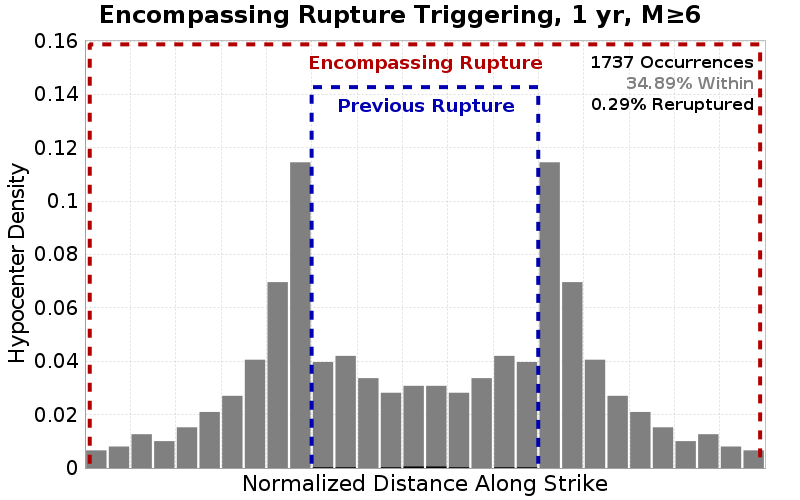 Encompassing Rupture Triggering, 1 yr, M≥6
0.16
0.14
0.12
0.1
0.08
0.06
0.04
0.02
0
Hypocenter Density
Encompassing Rupture
Previous Rupture
1737 Occurrences
34.89% Within
0.29% Reruptured
Normalized Distance Along Strike